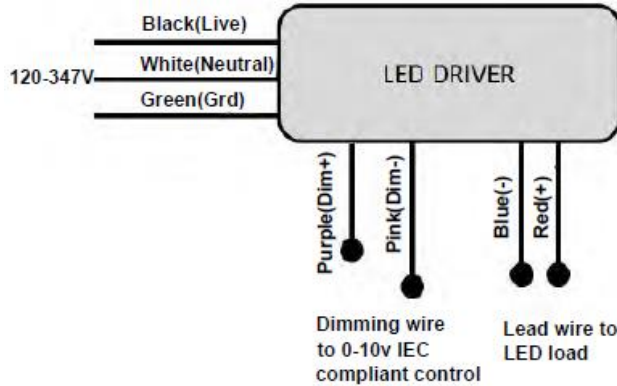 Black(Live)
120-347V
White(Neutral)
Green(Grd)
LED DRIVER
Purple(Dim+)
Pink(Dim-)
Blue(-)
Red(+)
Dimming wire
to 0-10v IEC
compliant control
Lead wire to
LED load